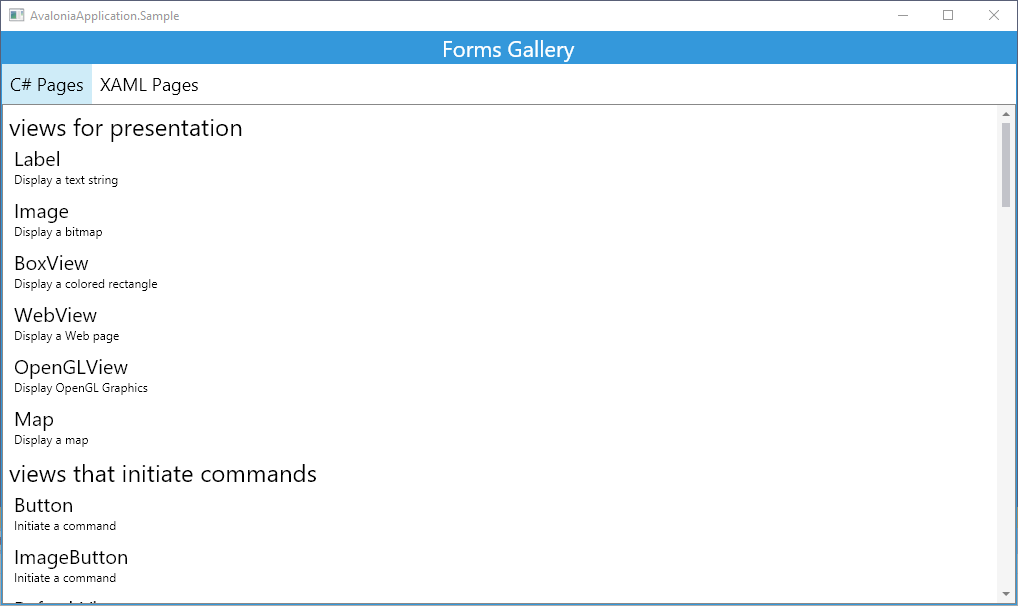 AvaloniaApplication.Sample
Forms Gallery
C# Pages XAML Pages
views for presentation
Label
Display a text string
Image
Display a bitmap
BoxView
Display a colored rectangle
WebView
Display a Web page
OpenGLView
Display OpenGL Graphics
Map
Display a map
views that initiate commands
Button
Initiate a command
ImageButton
Initiate a command